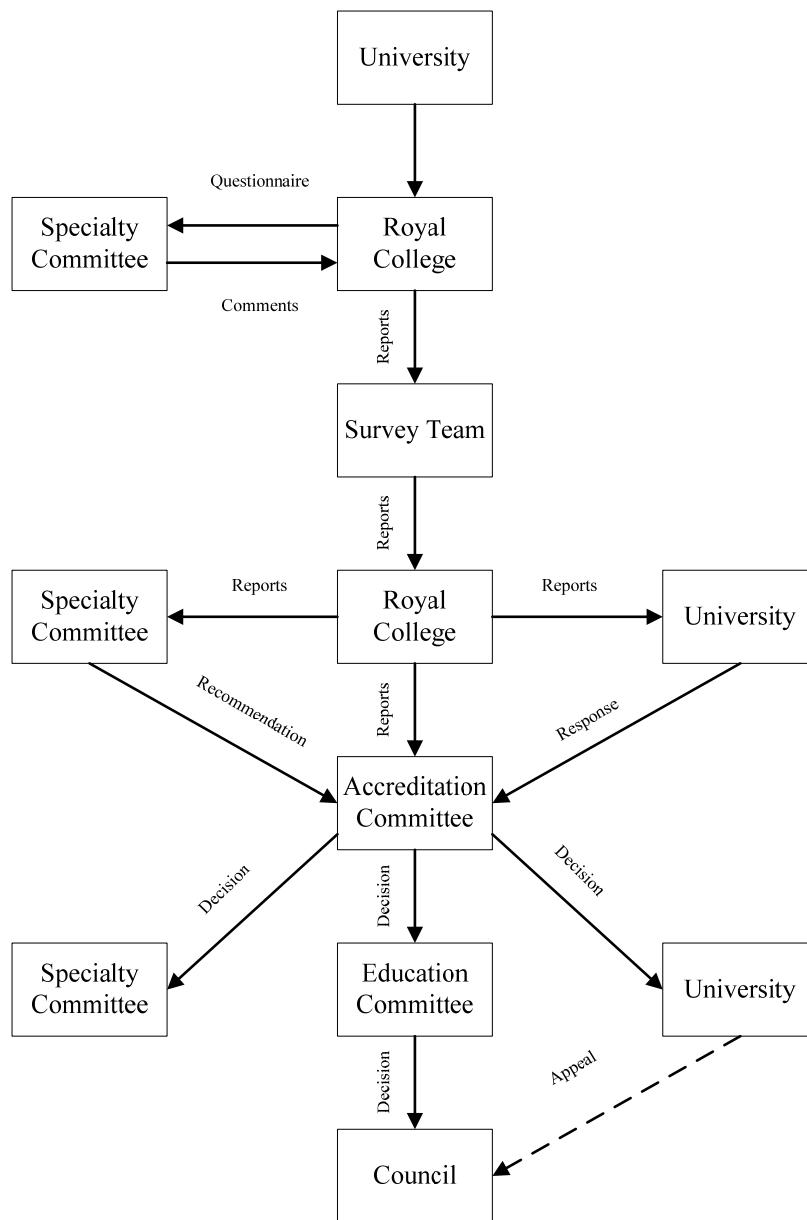 University
Questionnaire
Specialty
Committee
Royal
College
Comments
Reports
Survey Team
Reports
Specialty
Committee
Reports
Royal
College
Reports
University
Recommendation
Reports
Response
Accreditation
Committee
Decision
Decision
Decision
Specialty
Committee
Education
Committee
University
Decision
Appeal
Council